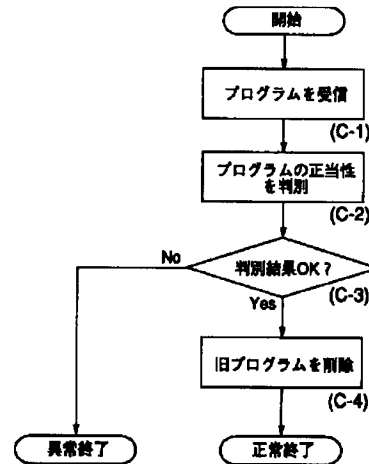 開始
プログラムを受信
(C-1)
プログラムの正当性
を判別
(C-2)
判別結果OK？
(C-3)
No
Yes
旧プログラムを削除
(C-4)
異常終了
正常終了